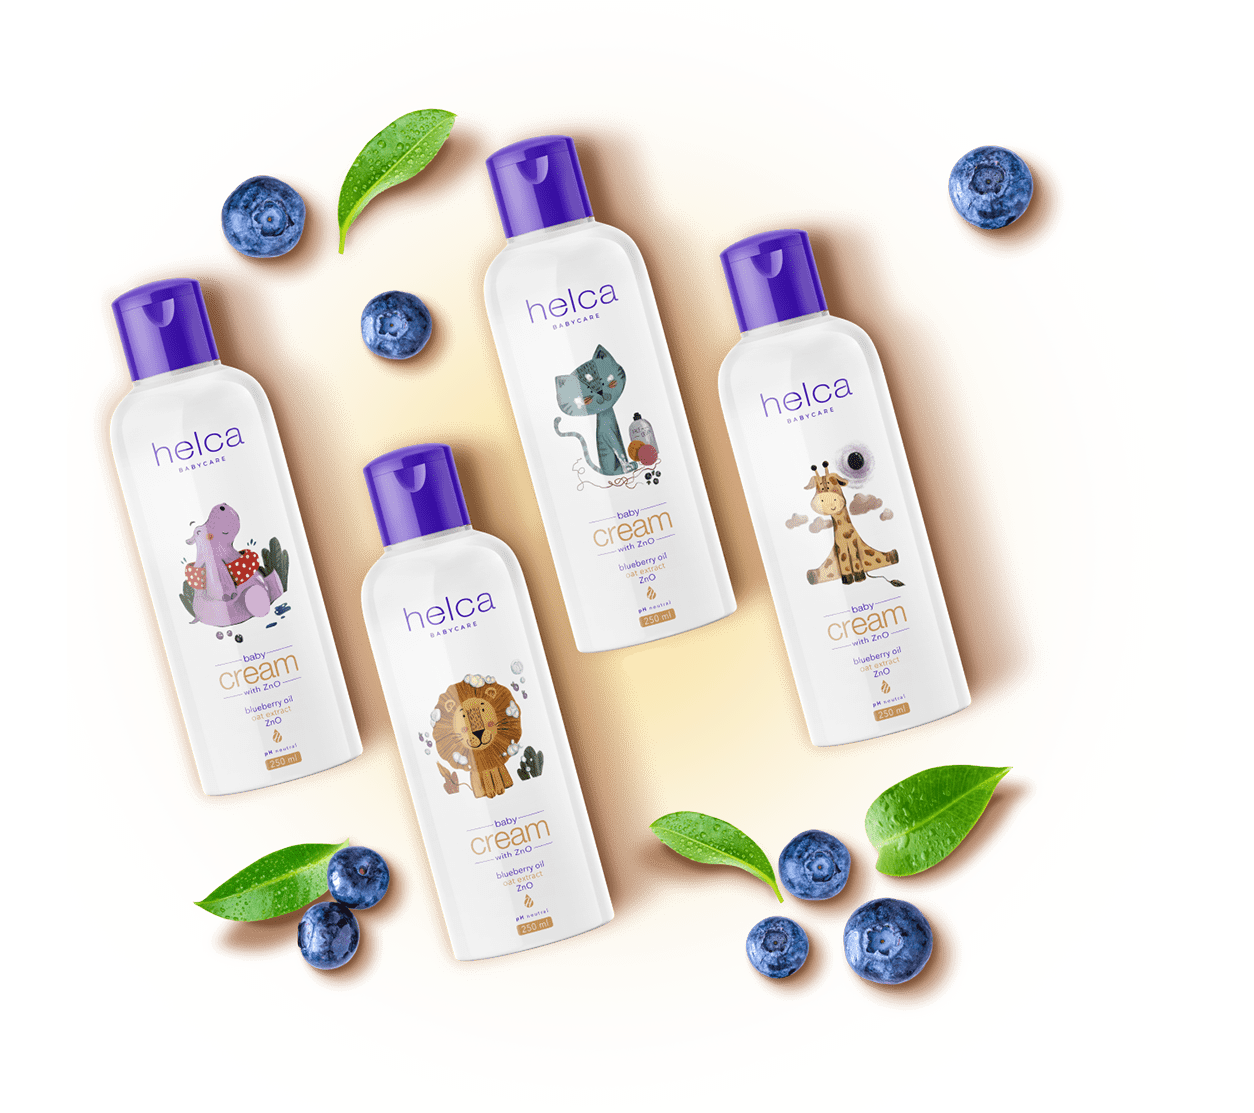 helca
BABYCARE
baby
cream
with ZnO
blueberry oil
oat extract
ZnO
pH neutral
250 ml
helca
BABYCARE
baby
cream
with ZnO
blueberry oil
oat extract
ZnO
pH neutral
250 ml
helca
BABYCARE
baby
cream
with ZnO
blueberry oil
oat extract
ZnO
pH neutral
250 ml
helca
BABYCARE
baby
cream
with ZnO
blueberry oil
oat extract
ZnO
pH neutral
250 ml